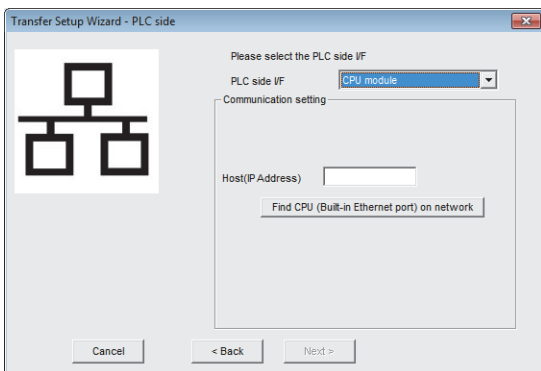 Transfer Setup Wizard - PLC side
Please select the PLC side I/F
PLC side I/F CPU module
Communication setting
Host(IP Address)
Find CPU (Built-in Ethernet port) on network
Cancel < Back Next >